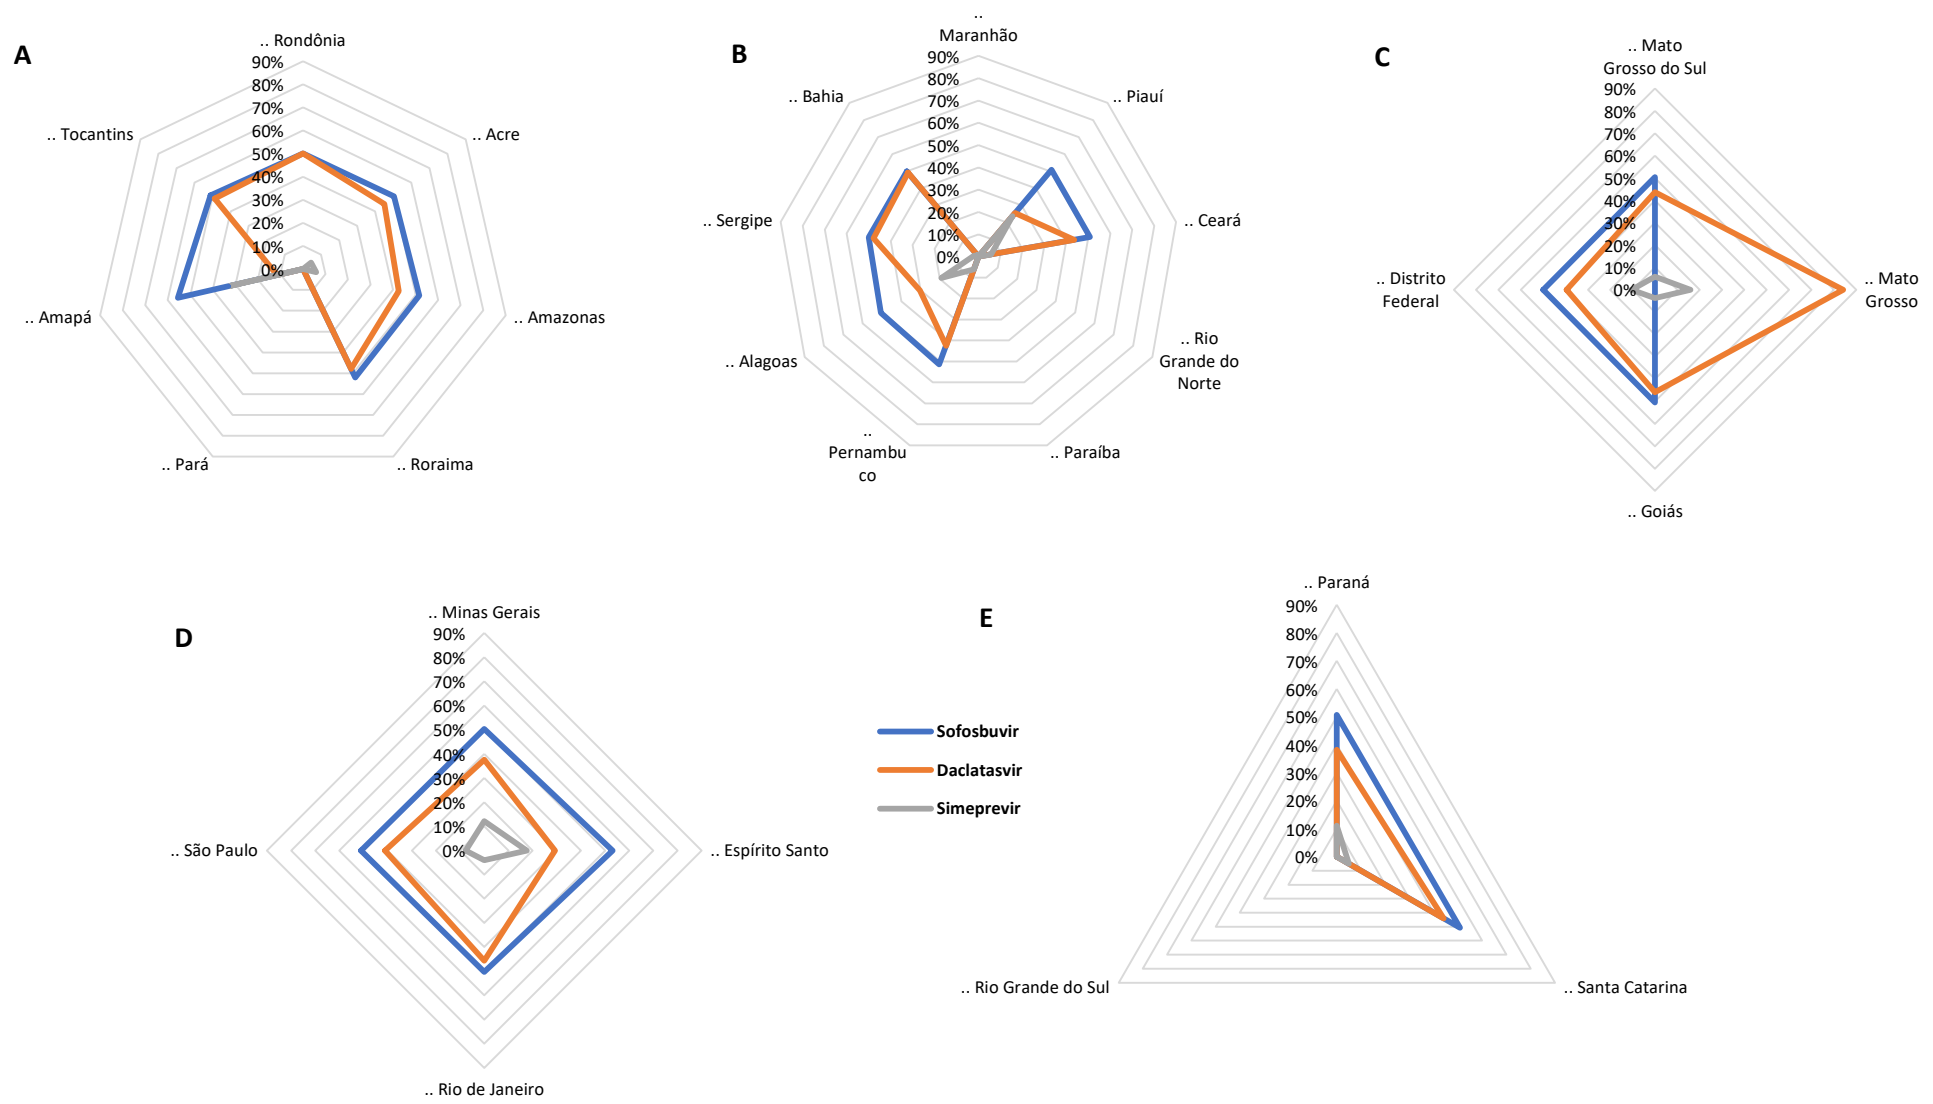 A
.. Rondônia
90%
80%
70%
60%
50%
40%
30%
20%
10%
0%
.. Acre
.. Amazonas
.. Roraima
.. Pará
.. Amapá
.. Tocantins
B
..
Maranhão
90%
80%
70%
60%
50%
40%
30%
20%
10%
0%
.. Piauí
.. Ceará
.. Rio
Grande do
Norte
.. Paraíba
..
Pernambu
co
.. Alagoas
.. Sergipe
.. Bahia
C
.. Mato
Grosso do Sul
90%
80%
70%
60%
50%
40%
30%
20%
10%
0%
.. Mato
Grosso
.. Goiás
.. Distrito
Federal
D
.. Minas Gerais
90%
80%
70%
60%
50%
40%
30%
20%
10%
0%
.. Espírito Santo
.. Rio de Janeiro
.. São Paulo
Sofosbuvir
Daclatasvir
Simeprevir
E
.. Paraná
90%
80%
70%
60%
50%
40%
30%
20%
10%
0%
.. Santa Catarina
.. Rio Grande do Sul